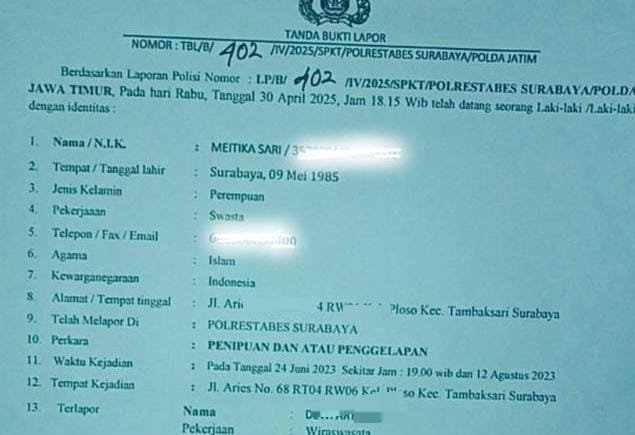 TANDA BUKTI LAPOR
NOMOR : TBL/B/ 402 /IV/2025/SPKT/POLRESTABES SURABAYA/POLDA JATIM
Berdasarkan Laporan Polisi Nomor : LP/B/ 402 /IV/2025/SPKT/POLRESTABES SURABAYA/POLDA
JAWA TIMUR, Pada hari Rabu, Tanggal 30 April 2025, Jam 18.15 Wib telah datang seorang Laki-laki /Laki-laki
dengan identitas :
1. Nama / N.I.K. : MEITIKA SARI / 35
2. Tempat / Tanggal lahir : Surabaya, 09 Mei 1985
3. Jenis Kelamin : Perempuan
4. Pekerjaaan : Swasta
5. Telepon / Fax / Email :
6. Agama : Islam
7. Kewarganegaraan : Indonesia
8. Alamat / Tempat tinggal : Jl. Ari 4 RW Ploso Kec. Tambaksari Surabaya
9. Telah Melapor Di : POLRESTABES SURABAYA
10. Perkara : PENIPUAN DAN ATAU PENGGELAPAN
11. Waktu Kejadian : Pada Tanggal 24 Juni 2023 Sekitar Jam : 19.00 wib dan 12 Agustus 2023
12. Tempat Kejadian : Jl. Aries No. 68 RT04 RW06 so Kec. Tambaksari Surabaya
13. Terlapor Nama :
Pekerjaan : Wiraswasta